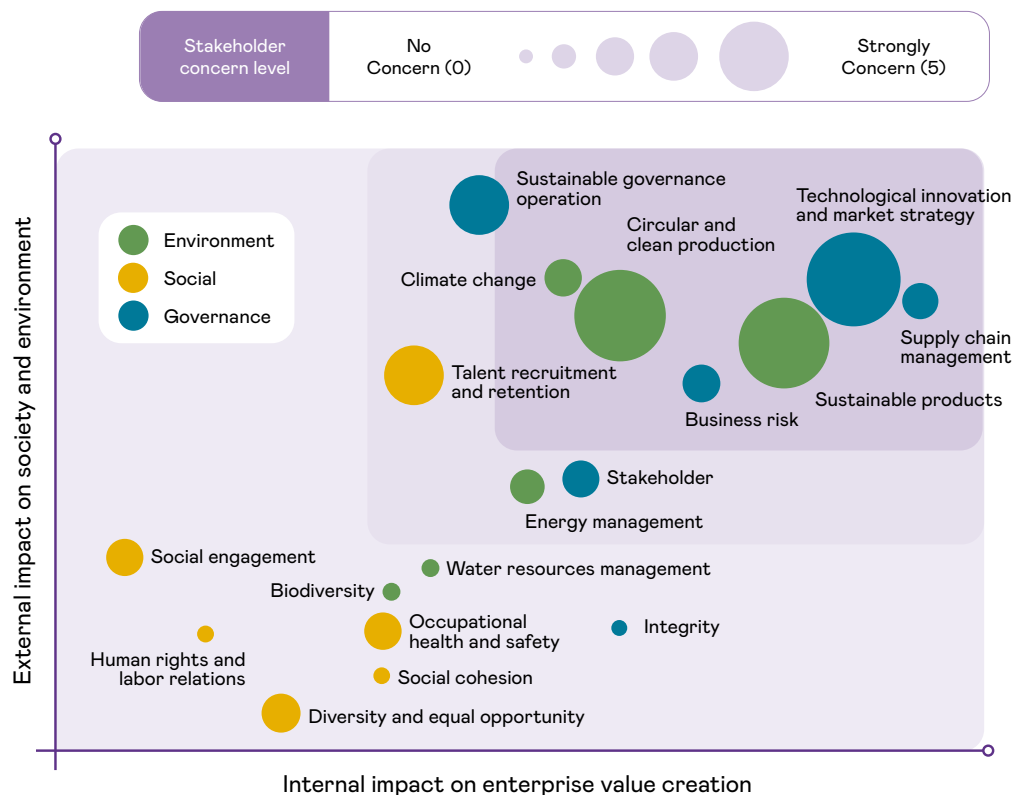 Stakeholder
concern level
No
Concern (0)
Strongly
Concern (5)
External impact on society and environment
Environment
Social
Governance
Sustainable governance
operation
Circular and
clean production
Technological innovation
and market strategy
Climate change
Supply chain
management
Talent recruitment
and retention
Sustainable products
Business risk
Stakeholder
Energy management
Social engagement
Water resources management
Biodiversity
Occupational
health and safety
Integrity
Human rights and
labor relations
Social cohesion
Diversity and equal opportunity
Internal impact on enterprise value creation